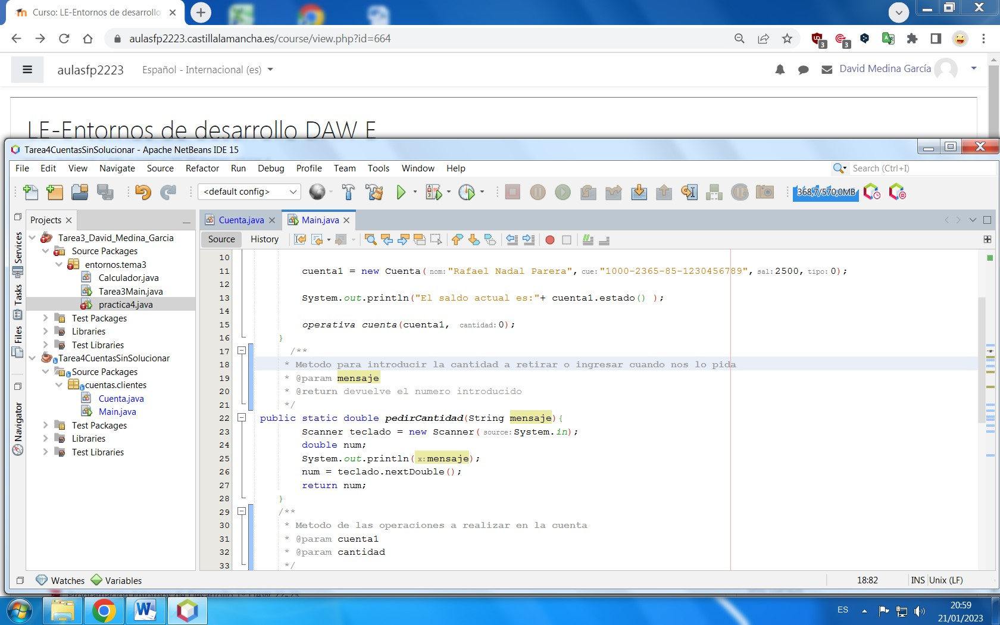 Curso: LE-Entornos de desarrollo
aulasfp2223.castillalamancha.es/course/view.php?id=664
3
3
aulasfp2223
Español - Internacional (es)
David Medina García
LE-Entornos de desarrollo DAW E
Tarea4CuentasSinSolucionar - Apache NetBeans IDE 15
File Edit View Navigate Source Refactor Run Debug Profile Team Tools Window Help
Search (Ctrl+I)
<default config>
368,7/570,0MB
Projects
Cuenta.java
Main.java
Source History
Services
Tasks
Files
Navigator
Tarea3_David_Medina_Garcia
Source Packages
entornos.tema3
Calculador.java
Tarea3Main.java
practica4.java
Test Packages
Libraries
Test Libraries
Tarea4CuentasSinSolucionar
Source Packages
cuentas.clientes
Cuenta.java
Main.java
Test Packages
Libraries
Test Libraries
10
11 cuenta1 = new Cuenta( nom: "Rafael Nadal Parera", cue: "1000-2365-85-1230456789", sal: 2500, tipo: 0);
12
13 System.out.println("El saldo actual es:"+ cuenta1.estado() );
14
15 operativa_cuenta(cuenta1, cantidad: 0);
16 }
17 /**
18 * Metodo para introducir la cantidad a retirar o ingresar cuando nos lo pida
19 * @param mensaje
20 * @return devuelve el numero introducido
21 */
22 public static double pedirCantidad(String mensaje){
23 Scanner teclado = new Scanner( source: System.in);
24 double num;
25 System.out.println( x: mensaje);
26 num = teclado.nextDouble();
27 return num;
28 }
29 /**
30 * Metodo de las operaciones a realizar en la cuenta
31 * @param cuenta1
32 * @param cantidad
33 */
Watches Variables
18:82 INS Unix (LF)
ES
20:59
21/01/2023